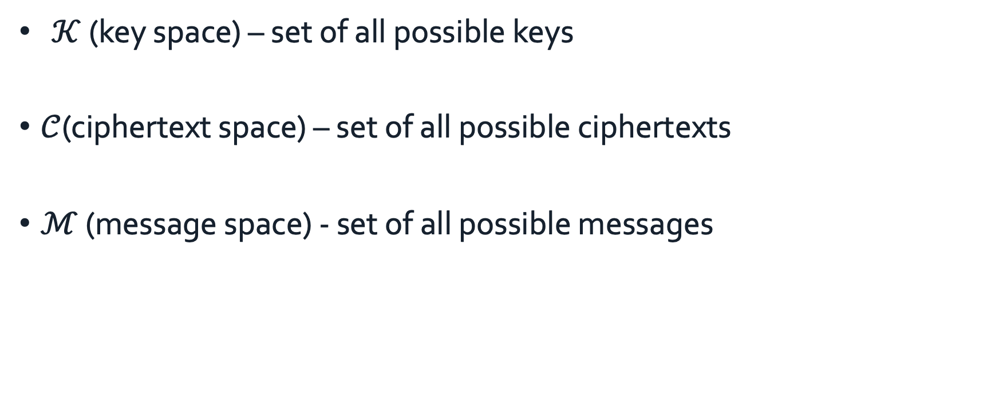 • 𝒦 (key space) – set of all possible keys
• 𝒞(ciphertext space) – set of all possible ciphertexts
• ℳ (message space) - set of all possible messages